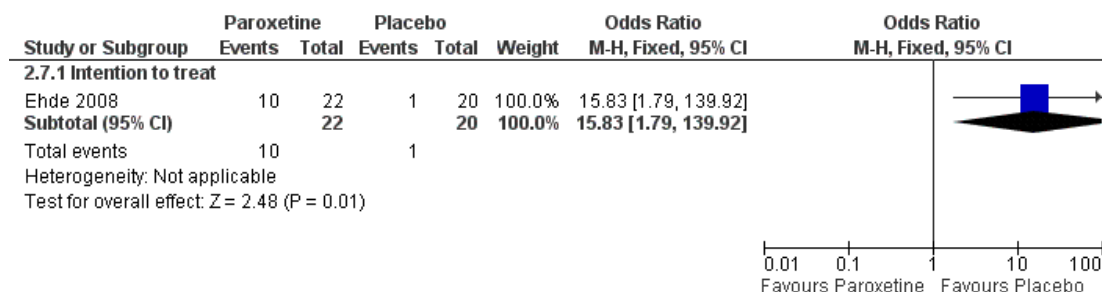 Paroxetine Placebo Odds Ratio Odds Ratio
Study or Subgroup Events Total Events Total Weight M-H, Fixed, 95% CI M-H, Fixed, 95% CI
2.7.1 Intention to treat
Ehde 2008 10 22 1 20 100.0% 15.83 [1.79, 139.92]
Subtotal (95% CI) 22 20 100.0% 15.83 [1.79, 139.92]
Total events 10 1
Heterogeneity: Not applicable
Test for overall effect: Z = 2.48 (P = 0.01)
0.01 0.1 1 10 100
Favours Paroxetine Favours Placebo